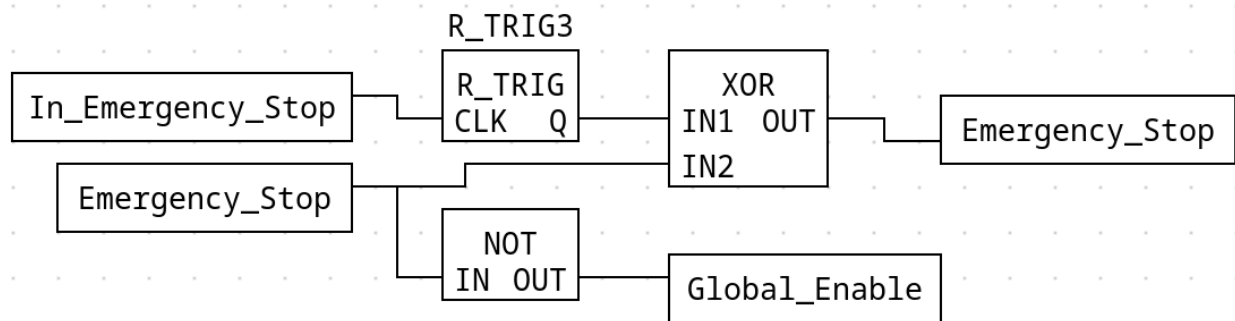 R_TRIG3
In_Emergency_Stop
R_TRIG
CLK Q
XOR
IN1 OUT
IN2
Emergency_Stop
Emergency_Stop
NOT
IN OUT
Global_Enable